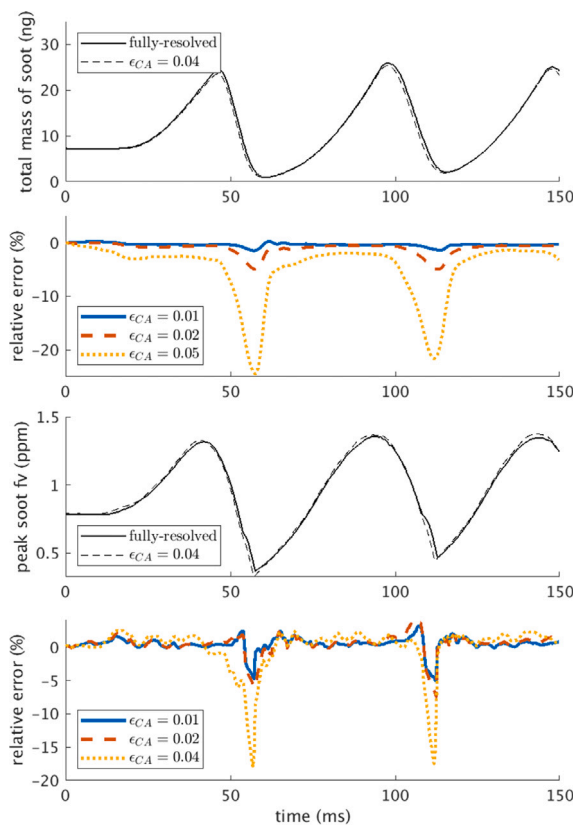 total mass of soot (ng)
30
20
10
0
fully-resolved
ϵCA = 0.04
0 50 100 150
relative error (%)
0
-10
-20
ϵCA = 0.01
ϵCA = 0.02
ϵCA = 0.05
0 50 100 150
peak soot fv (ppm)
1.5
1
0.5
fully-resolved
ϵCA = 0.04
0 50 100 150
relative error (%)
0
-5
-10
-15
-20
ϵCA = 0.01
ϵCA = 0.02
ϵCA = 0.04
0 50 100 150
time (ms)